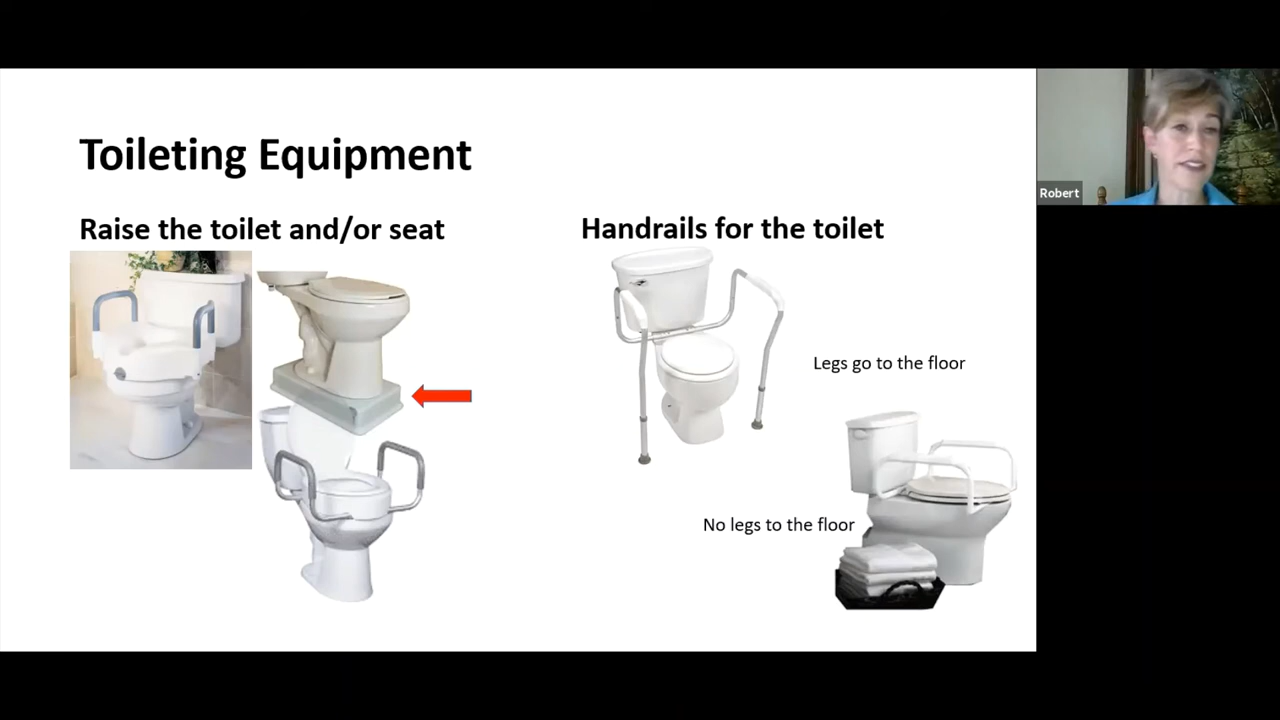 Toileting Equipment
Raise the toilet and/or seat
Handrails for the toilet
Legs go to the floor
No legs to the floor
Robert